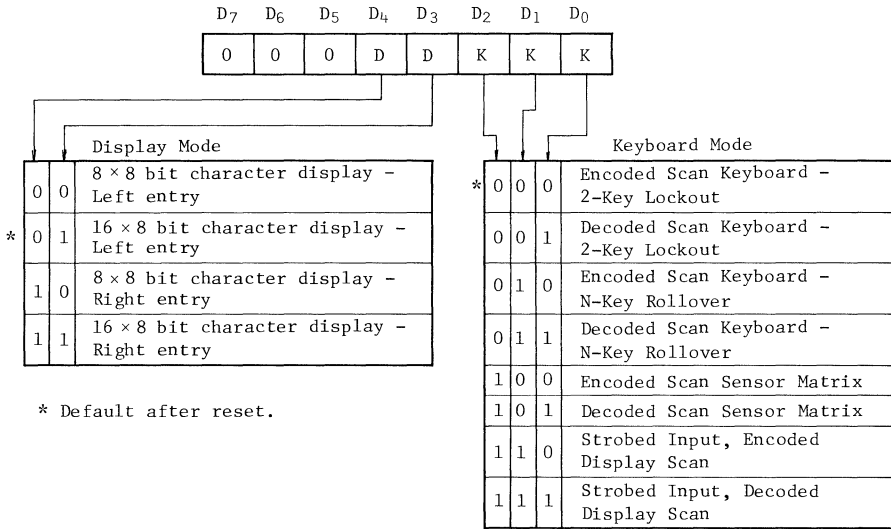 D7 D6 D5 D4 D3 D2 D1 D0
0 0 0 D D K K K
Display Mode
0 0 8 × 8 bit character display –
Left entry
* 0 1 16 × 8 bit character display –
Left entry
1 0 8 × 8 bit character display –
Right entry
1 1 16 × 8 bit character display –
Right entry
* Default after reset.
Keyboard Mode
* 0 0 0 Encoded Scan Keyboard –
2-Key Lockout
0 0 1 Decoded Scan Keyboard –
2-Key Lockout
0 1 0 Encoded Scan Keyboard –
N-Key Rollover
0 1 1 Decoded Scan Keyboard –
N-Key Rollover
1 0 0 Encoded Scan Sensor Matrix
1 0 1 Decoded Scan Sensor Matrix
1 1 0 Strobed Input, Encoded
Display Scan
1 1 1 Strobed Input, Decoded
Display Scan